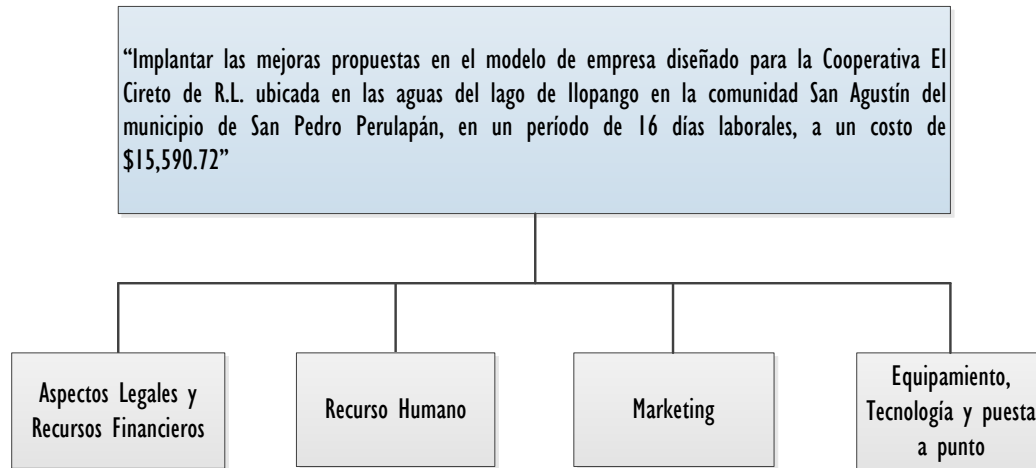 “Implantar las mejoras propuestas en el modelo de empresa diseñado para la Cooperativa El
Cireto de R.L. ubicada en las aguas del lago de Ilopango en la comunidad San Agustín del
municipio de San Pedro Perulapán, en un período de 16 días laborales, a un costo de
$15,590.72”
Aspectos Legales y
Recursos Financieros
Recurso Humano
Marketing
Equipamiento,
Tecnología y puesta
a punto